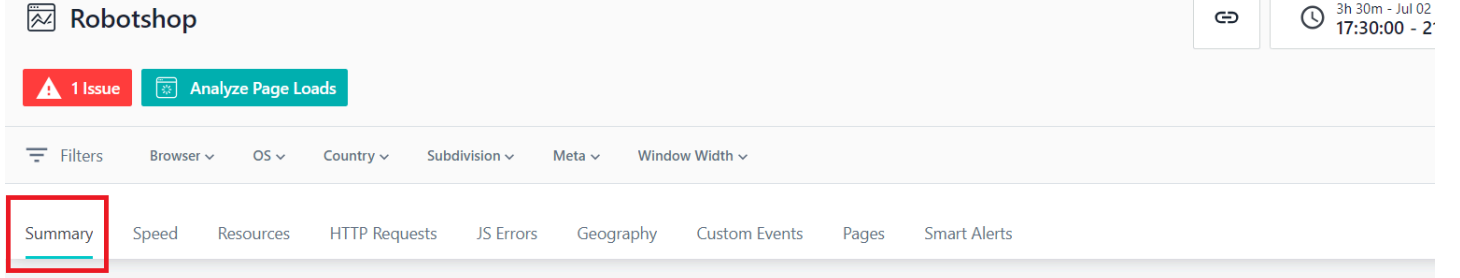 Robotshop
3h 30m - Jul 02
17:30:00 -
1 Issue
Analyze Page Loads
Filters Browser OS Country Subdivision Meta Window Width
Summary Speed Resources HTTP Requests JS Errors Geography Custom Events Pages Smart Alerts